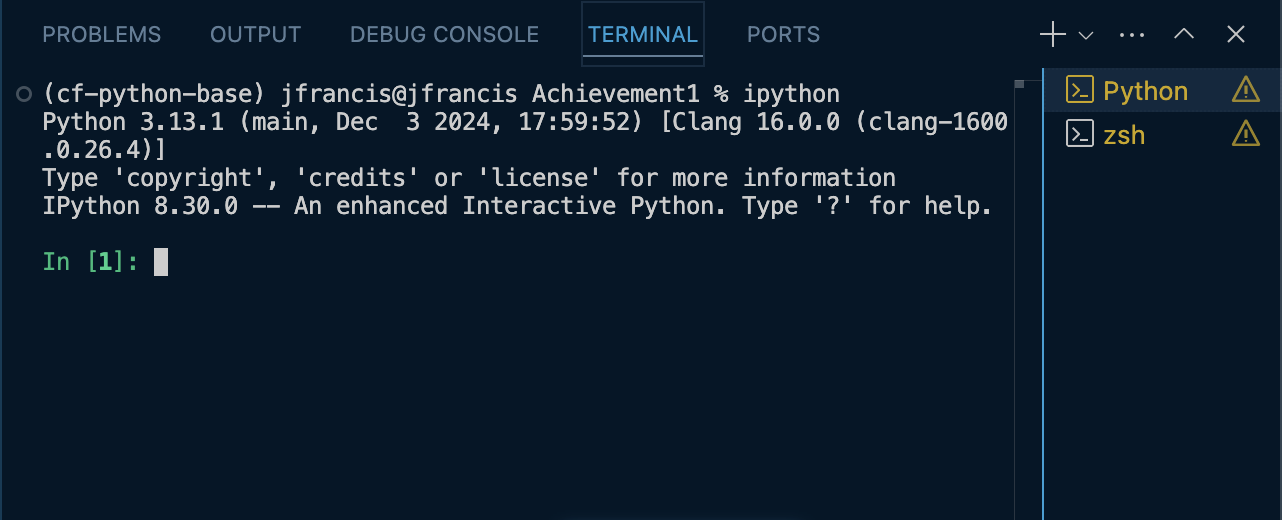 PROBLEMS OUTPUT DEBUG CONSOLE TERMINAL PORTS
(cf-python-base) jfrancis@jfrancis Achievement1 % ipython
Python 3.13.1 (main, Dec  3 2024, 17:59:52) [Clang 16.0.0 (clang-1600
.0.26.4)]
Type 'copyright', 'credits' or 'license' for more information
IPython 8.30.0 -- An enhanced Interactive Python. Type '?' for help.
In [1]:
Python
zsh